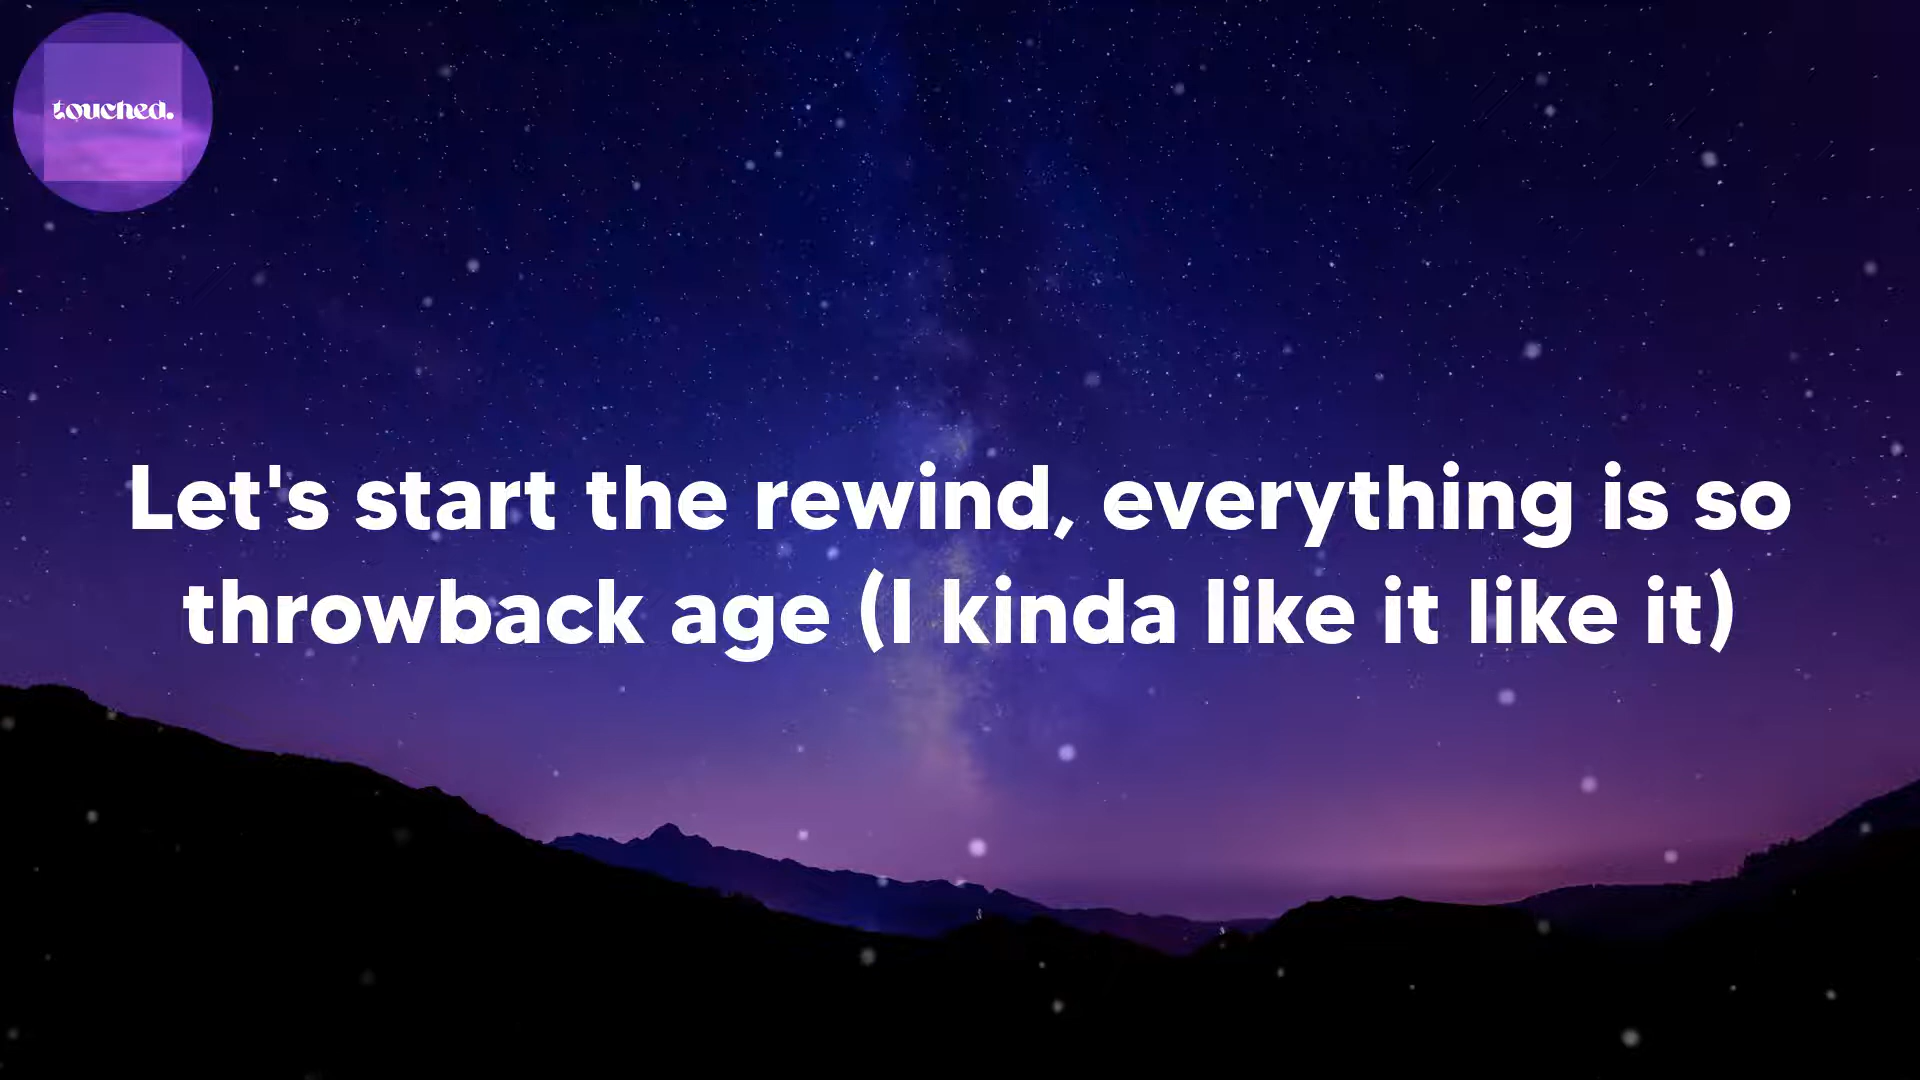 touched.
Let's start the rewind, everything is so
throwback age (I kinda like it like it)